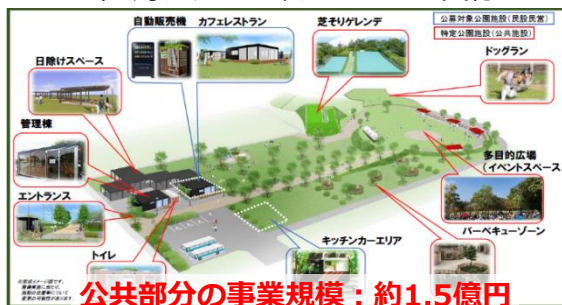 自動販売機
カフェレストラン
芝そりゲレンデ
公募対象公園施設(民設民営)
特定公園施設(公共施設)
日除けスペース
ドッグラン
管理棟
多目的広場
(イベントスペース
エントランス
バーベキューゾーン
トイレ
キッチンカーエリア
公共部分の事業規模:約1.5億円